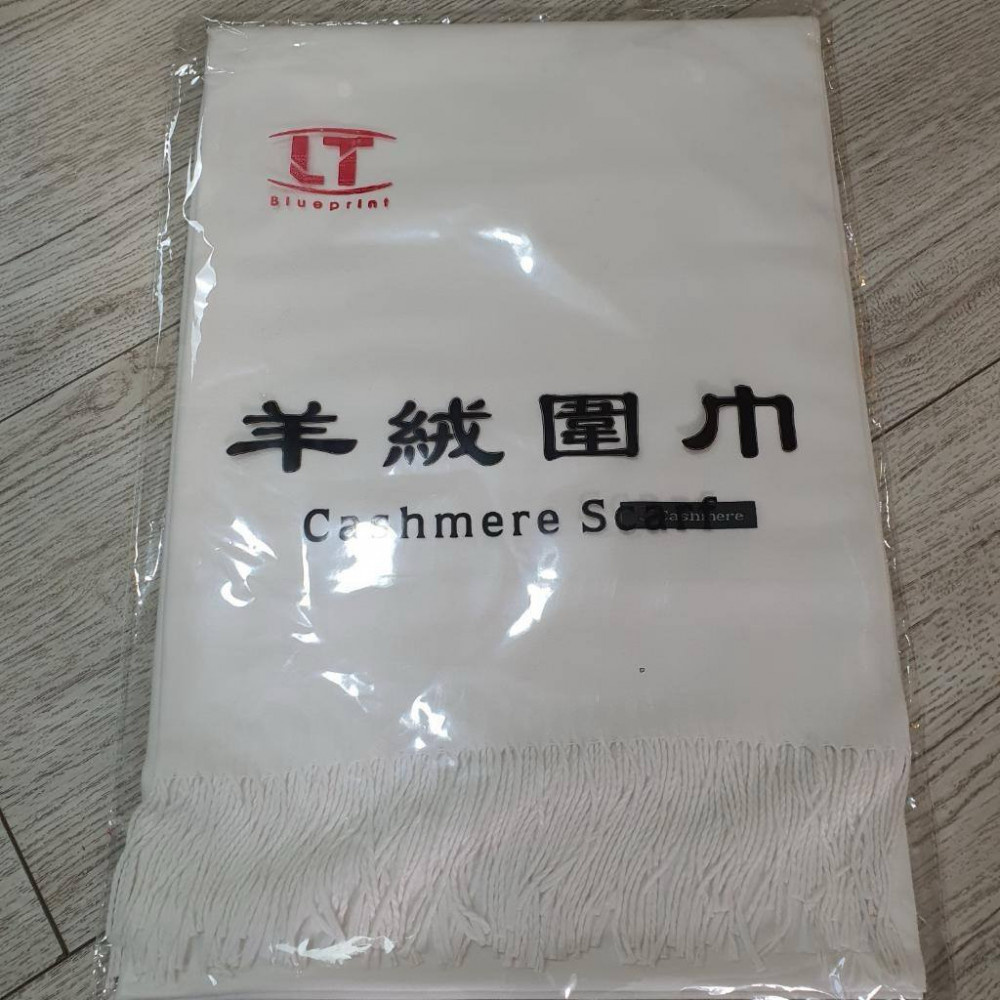 LT
Blueprint
羊絨圍巾
Cashmere Scarf
Cashmere